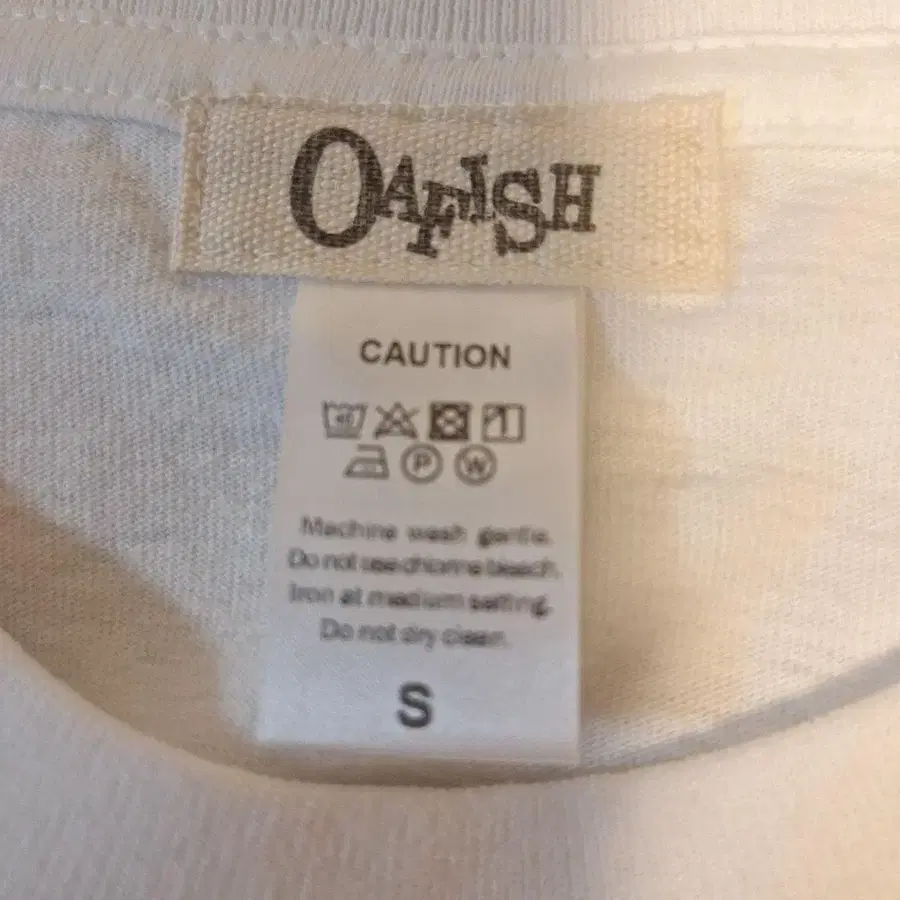 OAFISH
CAUTION
P W
Machine wash gentle.
Do not use chlorine bleach.
Iron at medium setting.
Do not dry clean.
S